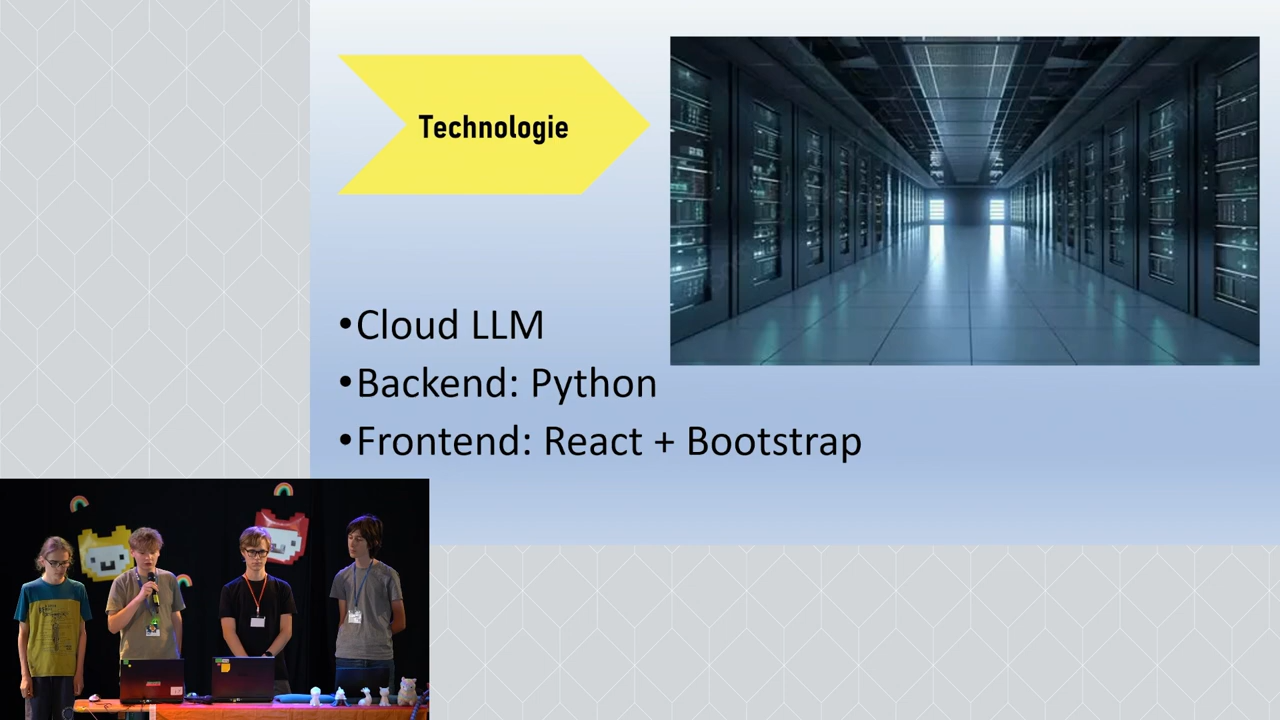 Technologie
•Cloud LLM
•Backend: Python
•Frontend: React + Bootstrap